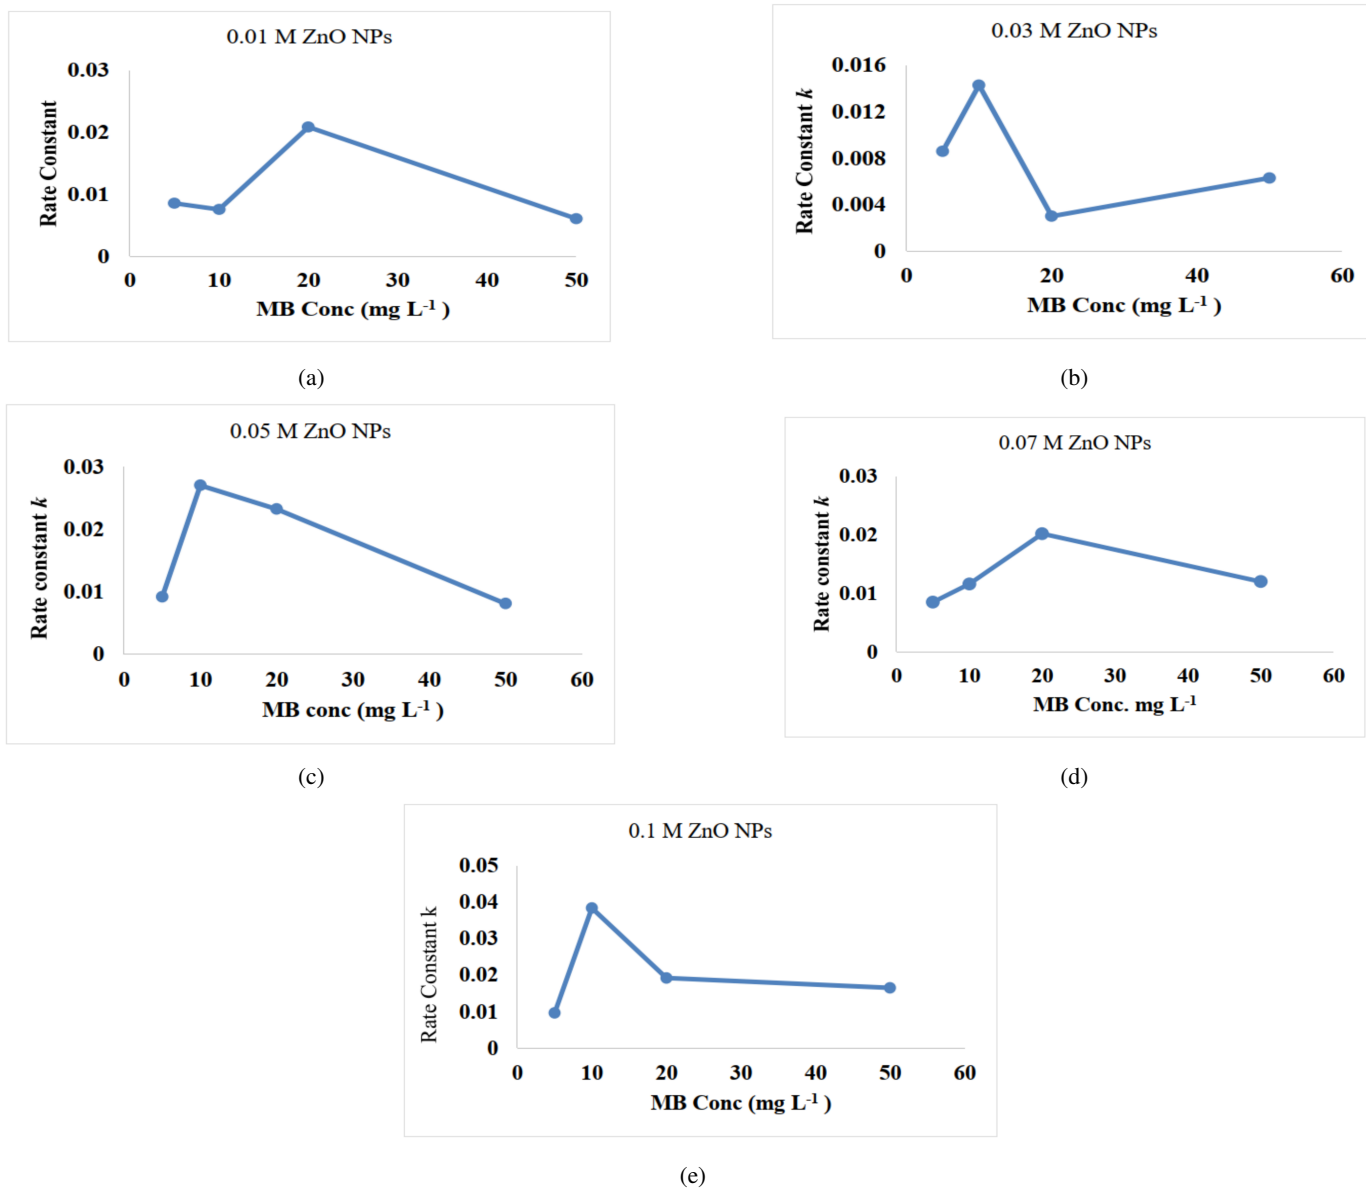 0.01 M ZnO NPs
Rate Constant
0.03
0.02
0.01
0
0 10 20 30 40 50
MB Conc (mg L-1 )
(a)
0.03 M ZnO NPs
Rate Constant k
0.016
0.012
0.008
0.004
0
0 20 40 60
MB Conc (mg L-1 )
(b)
0.05 M ZnO NPs
Rate constant k
0.03
0.02
0.01
0
0 10 20 30 40 50 60
MB conc (mg L-1 )
(c)
0.07 M ZnO NPs
Rate constant k
0.03
0.02
0.01
0
0 10 20 30 40 50 60
MB Conc. mg L-1
(d)
0.1 M ZnO NPs
Rate Constant k
0.05
0.04
0.03
0.02
0.01
0
0 10 20 30 40 50 60
MB Conc (mg L-1 )
(e)